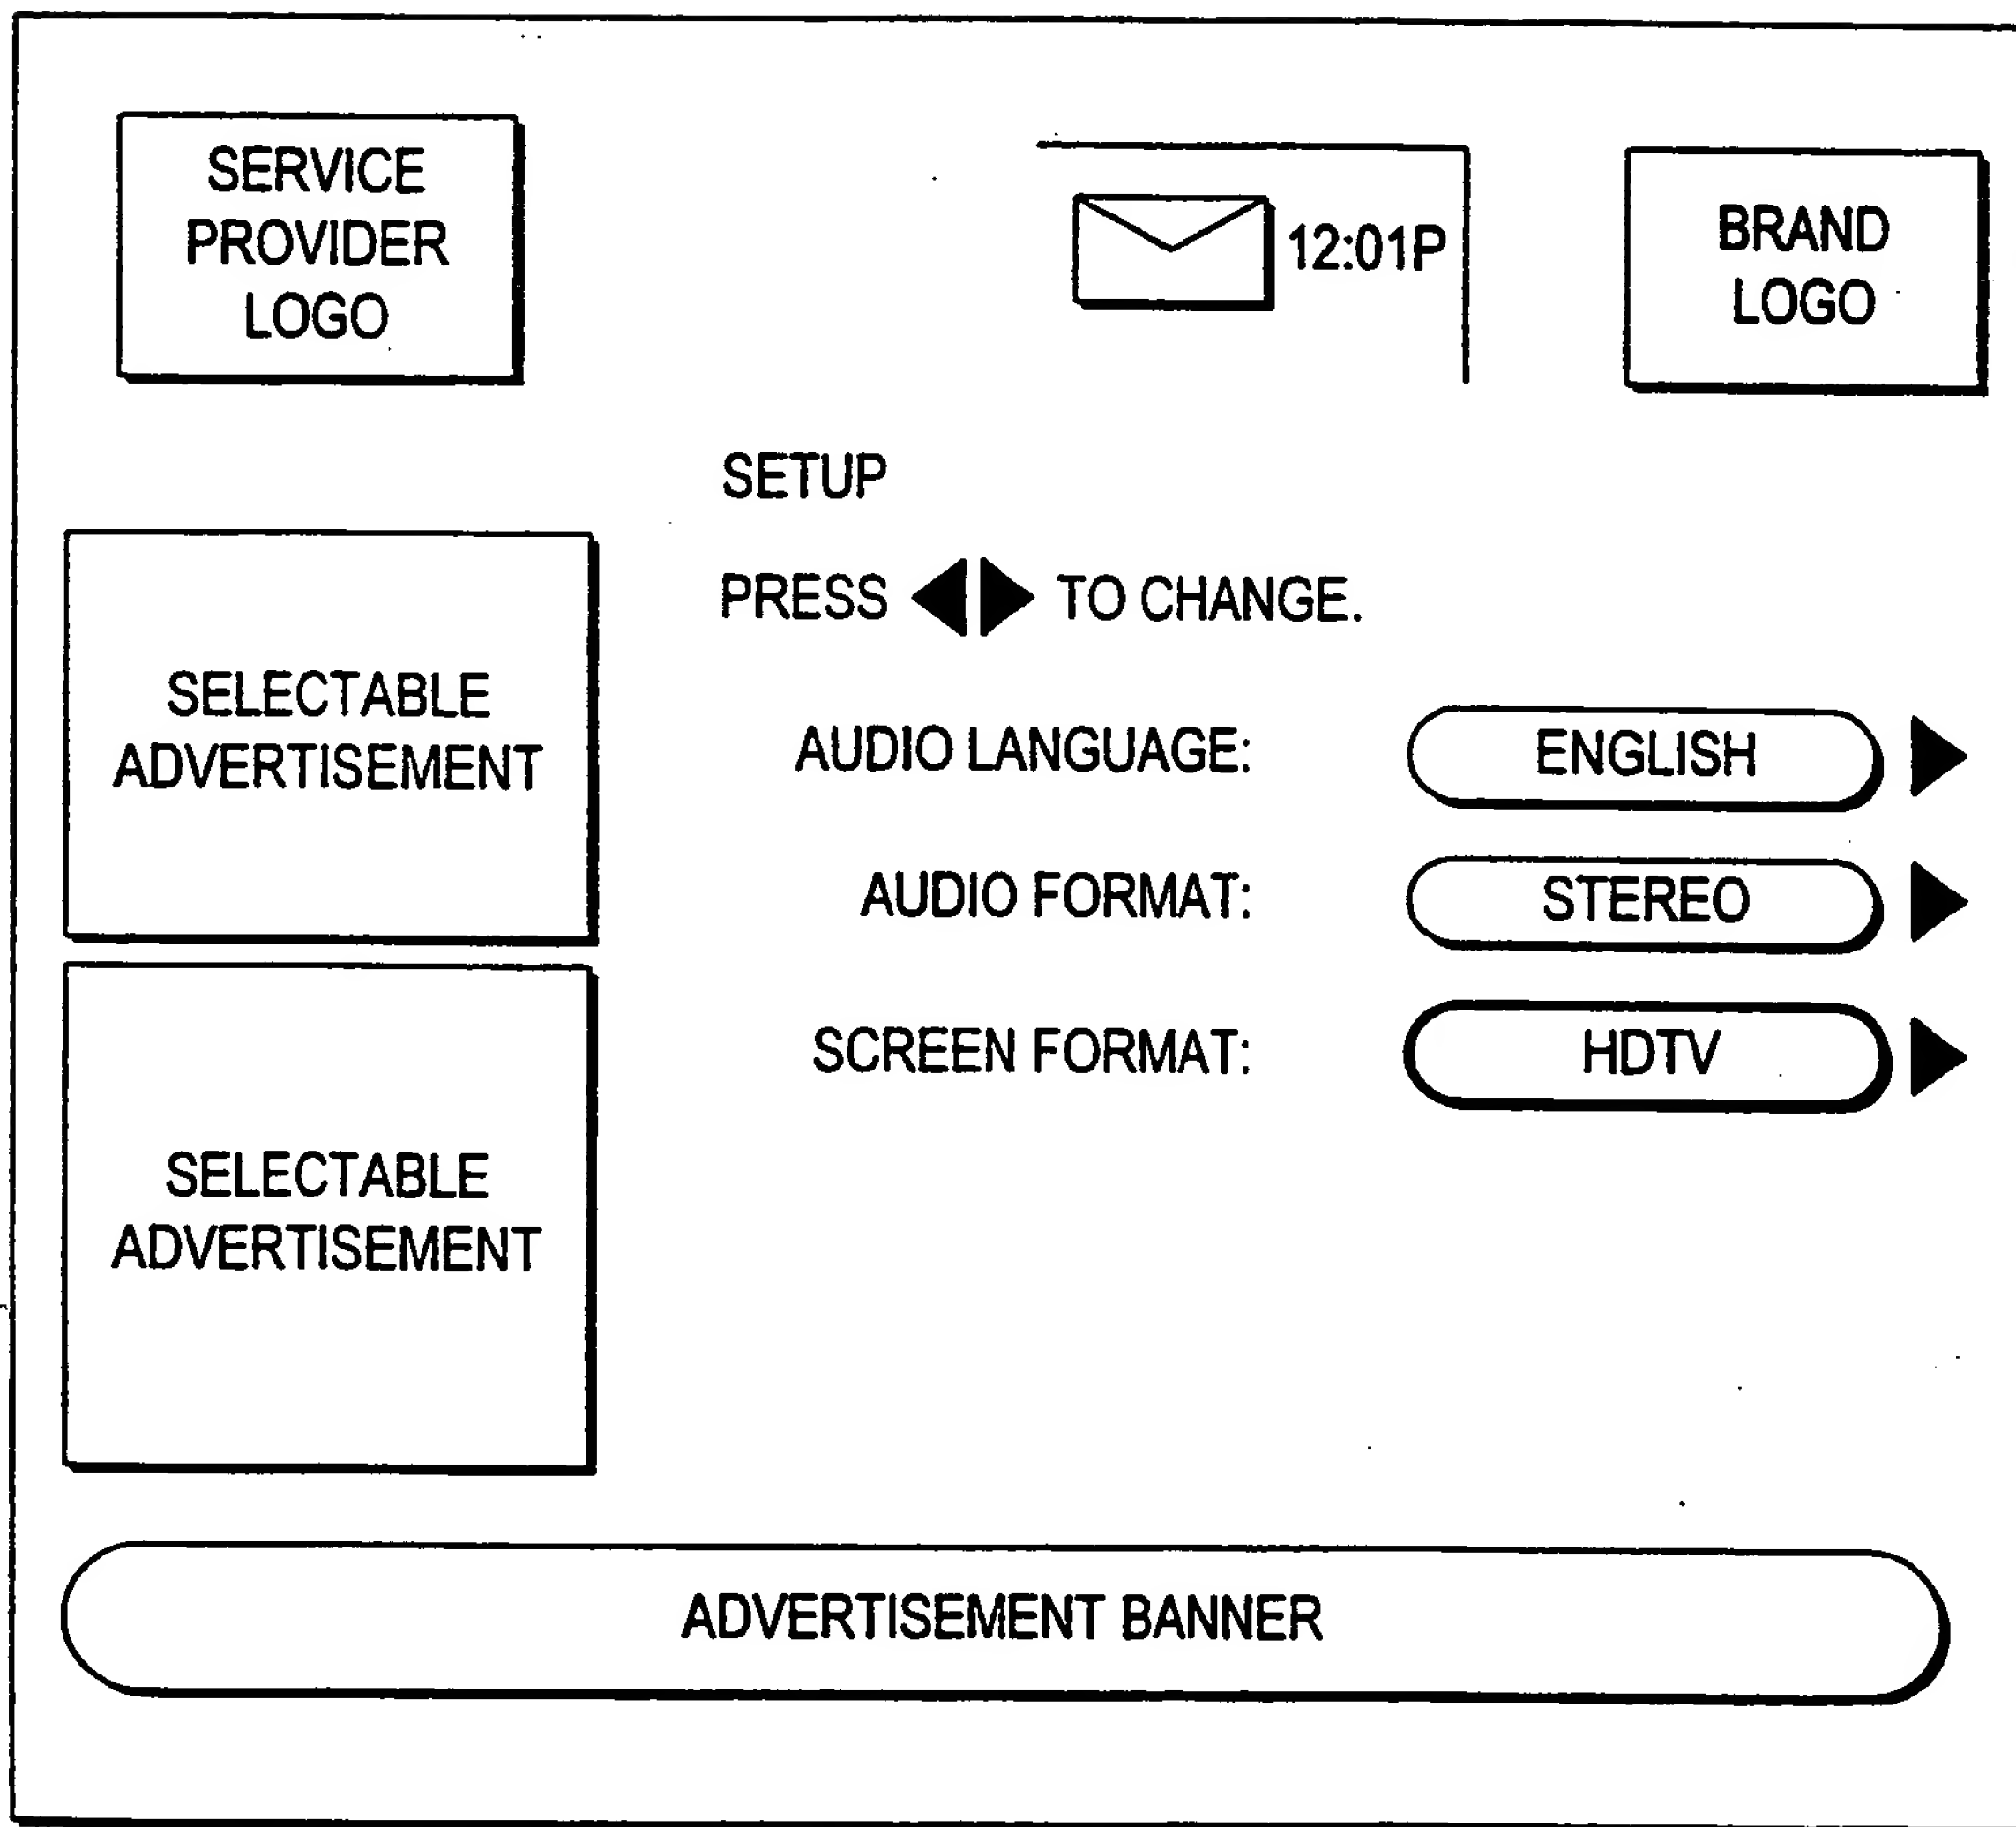 SERVICE
PROVIDER
LOGO
12:01P
BRAND
LOGO
SETUP
PRESS ◀▶ TO CHANGE.
SELECTABLE
ADVERTISEMENT
AUDIO LANGUAGE: ENGLISH ▶
AUDIO FORMAT: STEREO ▶
SCREEN FORMAT: HDTV ▶
SELECTABLE
ADVERTISEMENT
ADVERTISEMENT BANNER